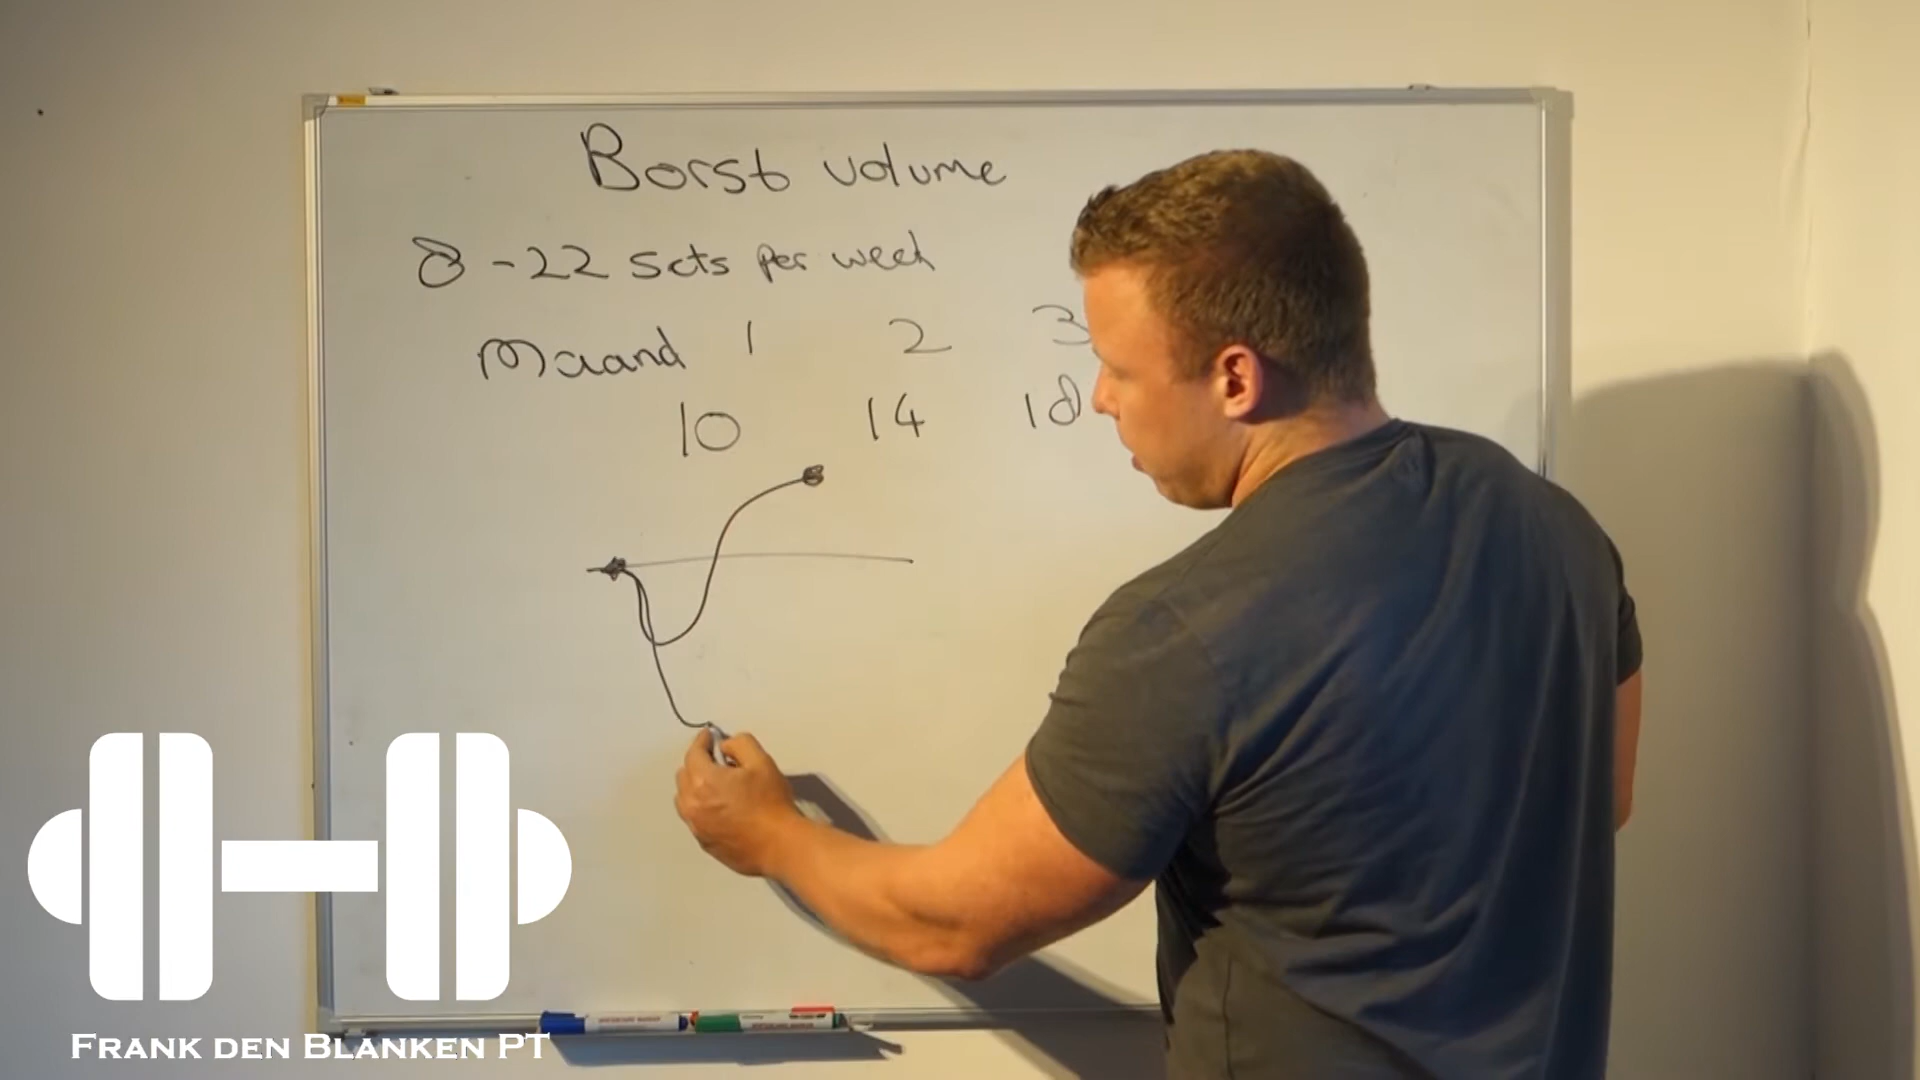 Borst volume
8 - 22 sets per week
Maand 1 2 3
10 14 18
FRANK DEN BLANKEN PT